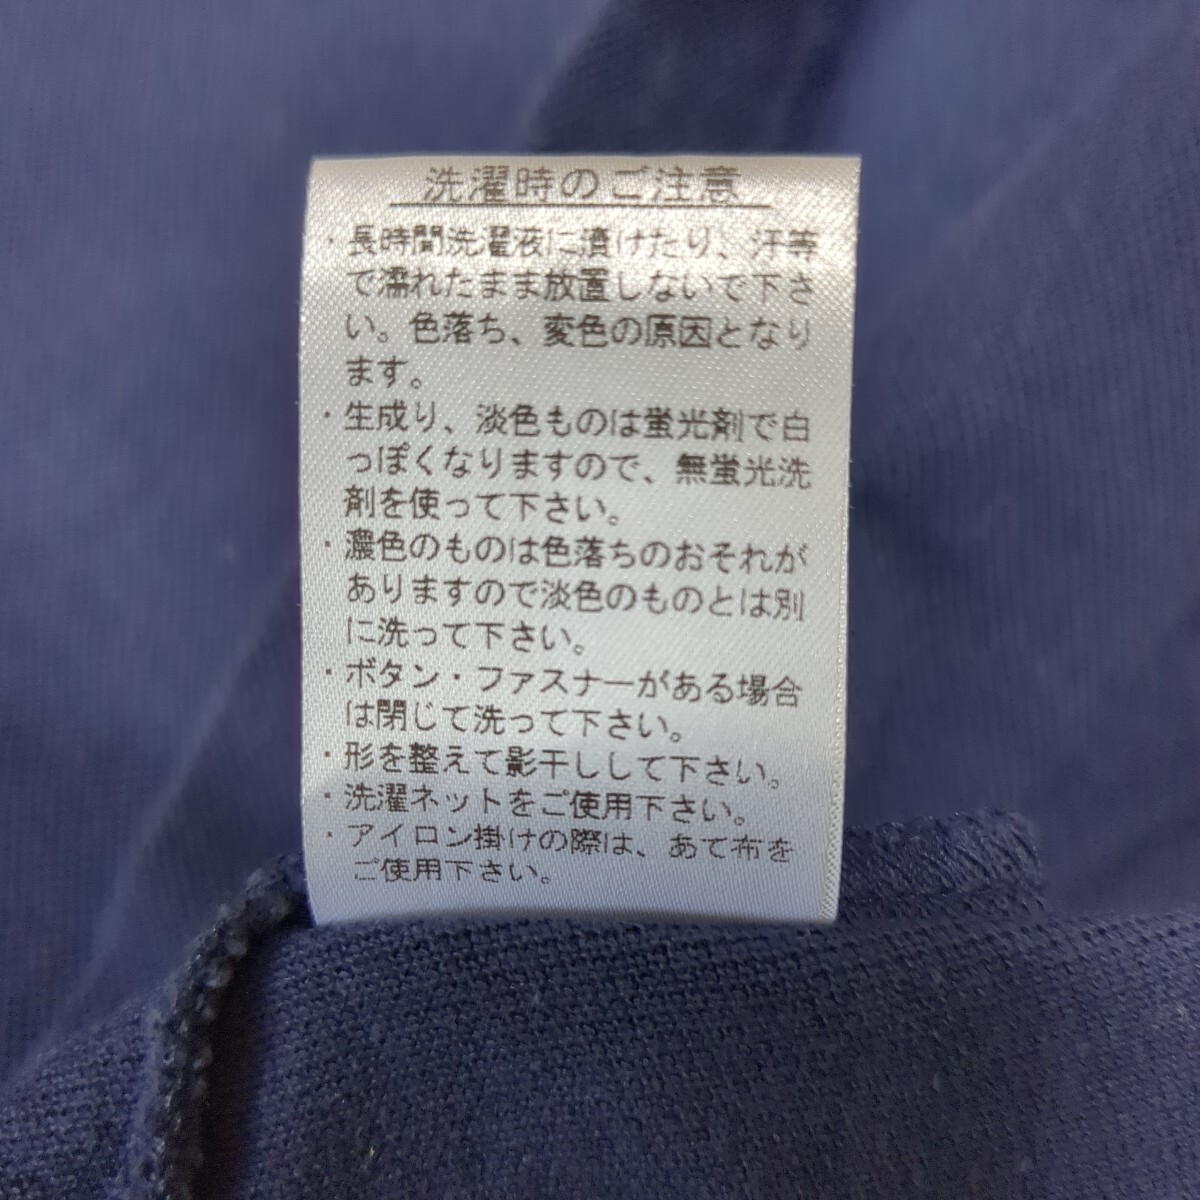 洗濯時のご注意
・長時間洗濯液に漬けたり、汗等
で濡れたまま放置しないで下さ
い。色落ち、変色の原因となり
ます。
・生成り、淡色ものは蛍光剤で白
っぽくなりますので、無蛍光洗
剤を使って下さい。
・濃色のものは色落ちのおそれが
ありますので淡色のものとは別
に洗って下さい。
・ボタン・ファスナーがある場合
は閉じて洗って下さい。
・形を整えて影干しして下さい。
・洗濯ネットをご使用下さい。
・アイロン掛けの際は、あて布を
ご使用下さい。